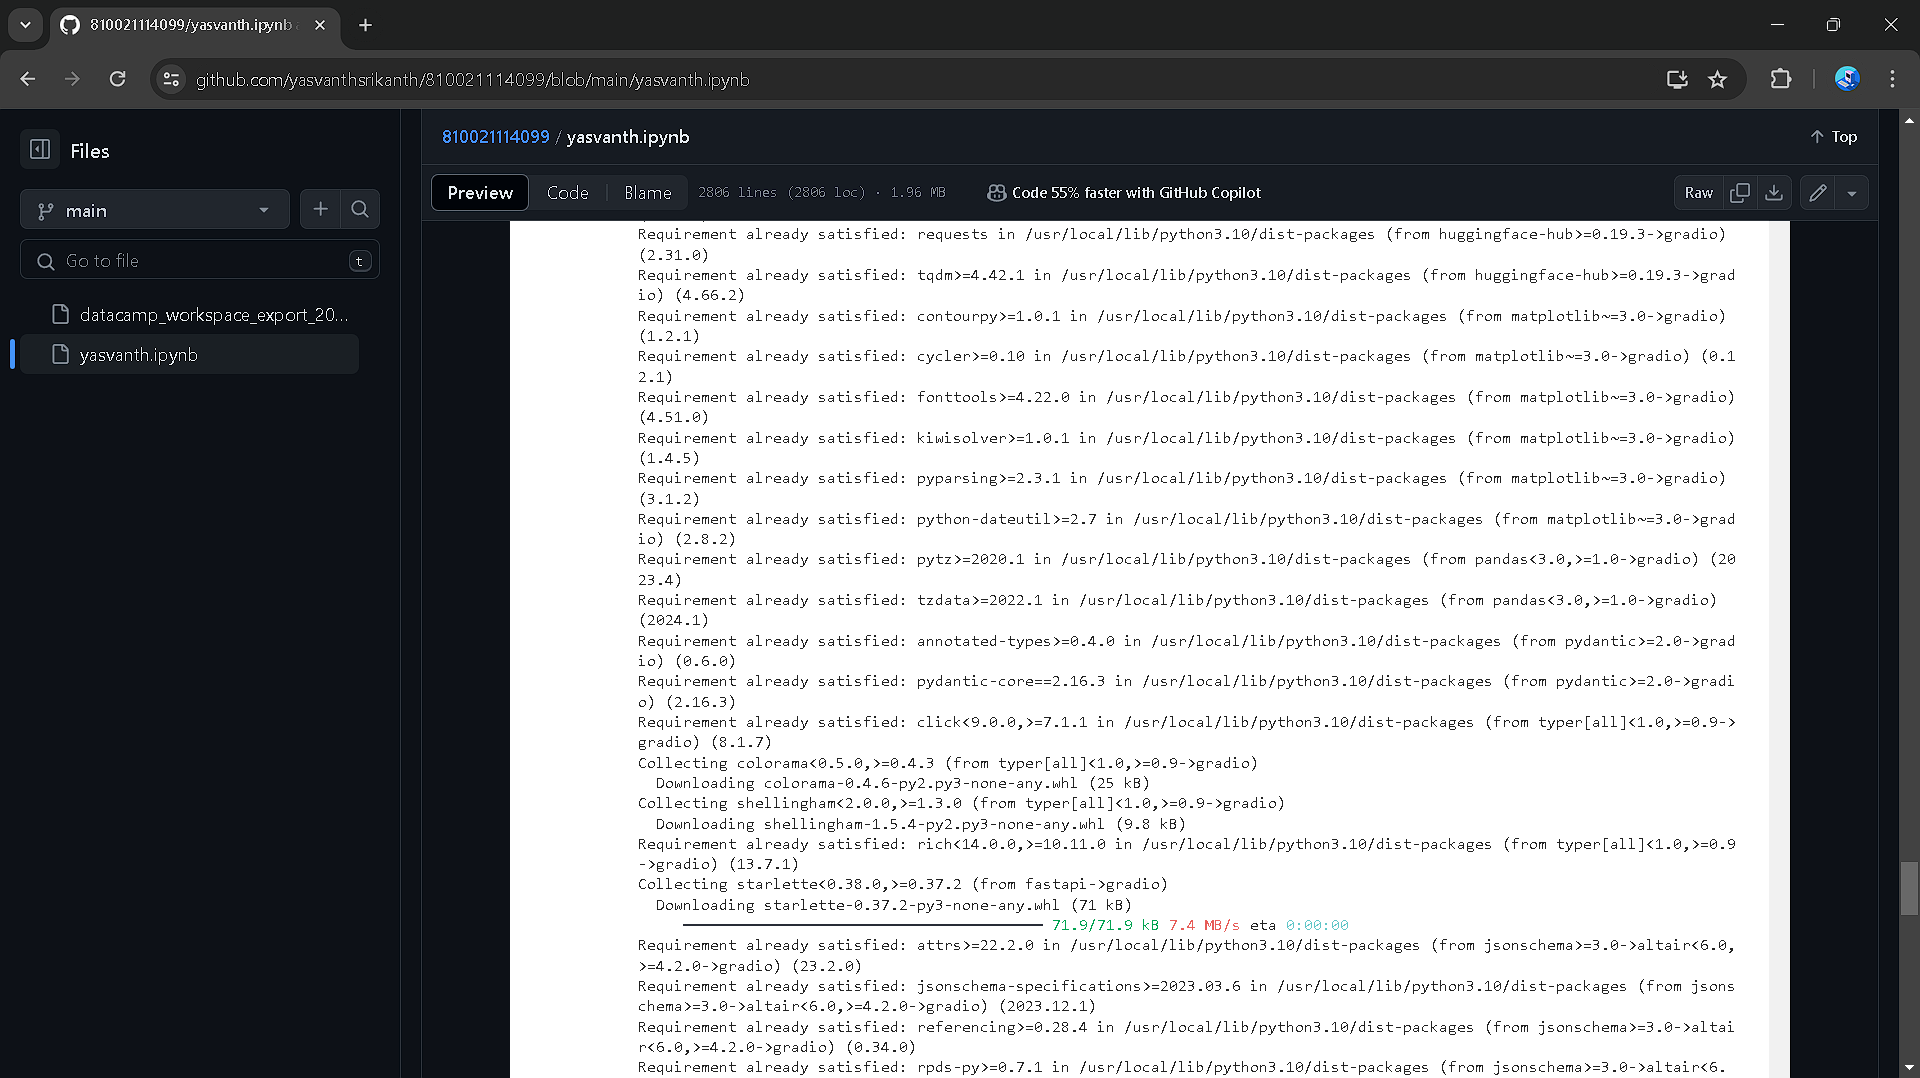 810021114099/yasvanth.ipynb
github.com/yasvanthsrikanth/810021114099/blob/main/yasvanth.ipynb
Files
main
Go to file
t
datacamp_workspace_export_20...
yasvanth.ipynb
810021114099 / yasvanth.ipynb
Top
Preview
Code
Blame
2806 lines (2806 loc) · 1.96 MB
Code 55% faster with GitHub Copilot
Raw
Requirement already satisfied: requests in /usr/local/lib/python3.10/dist-packages (from huggingface-hub>=0.19.3->gradio)
(2.31.0)
Requirement already satisfied: tqdm>=4.42.1 in /usr/local/lib/python3.10/dist-packages (from huggingface-hub>=0.19.3->grad
io) (4.66.2)
Requirement already satisfied: contourpy>=1.0.1 in /usr/local/lib/python3.10/dist-packages (from matplotlib~=3.0->gradio)
(1.2.1)
Requirement already satisfied: cycler>=0.10 in /usr/local/lib/python3.10/dist-packages (from matplotlib~=3.0->gradio) (0.1
2.1)
Requirement already satisfied: fonttools>=4.22.0 in /usr/local/lib/python3.10/dist-packages (from matplotlib~=3.0->gradio)
(4.51.0)
Requirement already satisfied: kiwisolver>=1.0.1 in /usr/local/lib/python3.10/dist-packages (from matplotlib~=3.0->gradio)
(1.4.5)
Requirement already satisfied: pyparsing>=2.3.1 in /usr/local/lib/python3.10/dist-packages (from matplotlib~=3.0->gradio)
(3.1.2)
Requirement already satisfied: python-dateutil>=2.7 in /usr/local/lib/python3.10/dist-packages (from matplotlib~=3.0->grad
io) (2.8.2)
Requirement already satisfied: pytz>=2020.1 in /usr/local/lib/python3.10/dist-packages (from pandas<3.0,>=1.0->gradio) (20
23.4)
Requirement already satisfied: tzdata>=2022.1 in /usr/local/lib/python3.10/dist-packages (from pandas<3.0,>=1.0->gradio)
(2024.1)
Requirement already satisfied: annotated-types>=0.4.0 in /usr/local/lib/python3.10/dist-packages (from pydantic>=2.0->grad
io) (0.6.0)
Requirement already satisfied: pydantic-core==2.16.3 in /usr/local/lib/python3.10/dist-packages (from pydantic>=2.0->gradi
o) (2.16.3)
Requirement already satisfied: click<9.0.0,>=7.1.1 in /usr/local/lib/python3.10/dist-packages (from typer[all]<1.0,>=0.9->
gradio) (8.1.7)
Collecting colorama<0.5.0,>=0.4.3 (from typer[all]<1.0,>=0.9->gradio)
Downloading colorama-0.4.6-py2.py3-none-any.whl (25 kB)
Collecting shellingham<2.0.0,>=1.3.0 (from typer[all]<1.0,>=0.9->gradio)
Downloading shellingham-1.5.4-py2.py3-none-any.whl (9.8 kB)
Requirement already satisfied: rich<14.0.0,>=10.11.0 in /usr/local/lib/python3.10/dist-packages (from typer[all]<1.0,>=0.9
->gradio) (13.7.1)
Collecting starlette<0.38.0,>=0.37.2 (from fastapi->gradio)
Downloading starlette-0.37.2-py3-none-any.whl (71 kB)
71.9/71.9 kB 7.4 MB/s eta 0:00:00
Requirement already satisfied: attrs>=22.2.0 in /usr/local/lib/python3.10/dist-packages (from jsonschema>=3.0->altair<6.0,
>=4.2.0->gradio) (23.2.0)
Requirement already satisfied: jsonschema-specifications>=2023.03.6 in /usr/local/lib/python3.10/dist-packages (from jsons
chema>=3.0->altair<6.0,>=4.2.0->gradio) (2023.12.1)
Requirement already satisfied: referencing>=0.28.4 in /usr/local/lib/python3.10/dist-packages (from jsonschema>=3.0->altai
r<6.0,>=4.2.0->gradio) (0.34.0)
Requirement already satisfied: rpds-py>=0.7.1 in /usr/local/lib/python3.10/dist-packages (from jsonschema>=3.0->altair<6.